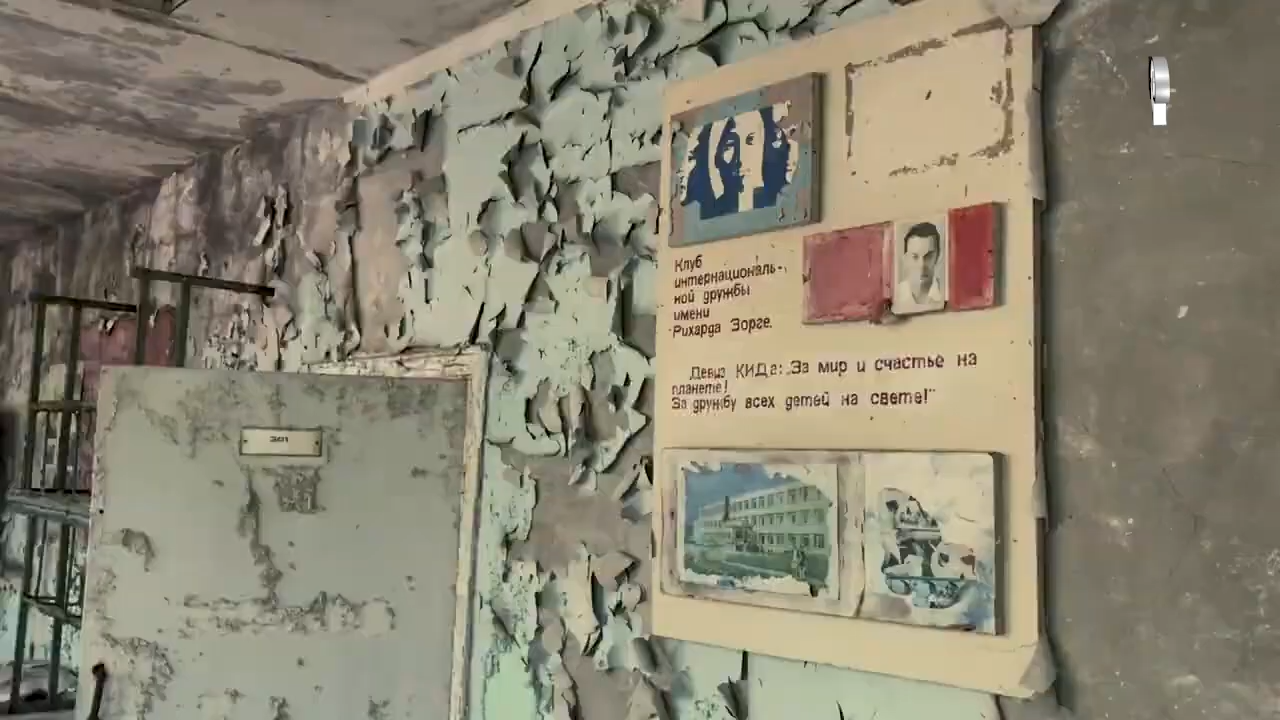 Клуб
интернациональ-
ной дружбы
имени
Рихарда Зорге.
Девиз КИДа: „За мир и счастье на
планете!
За дружбу всех детей на свете!"